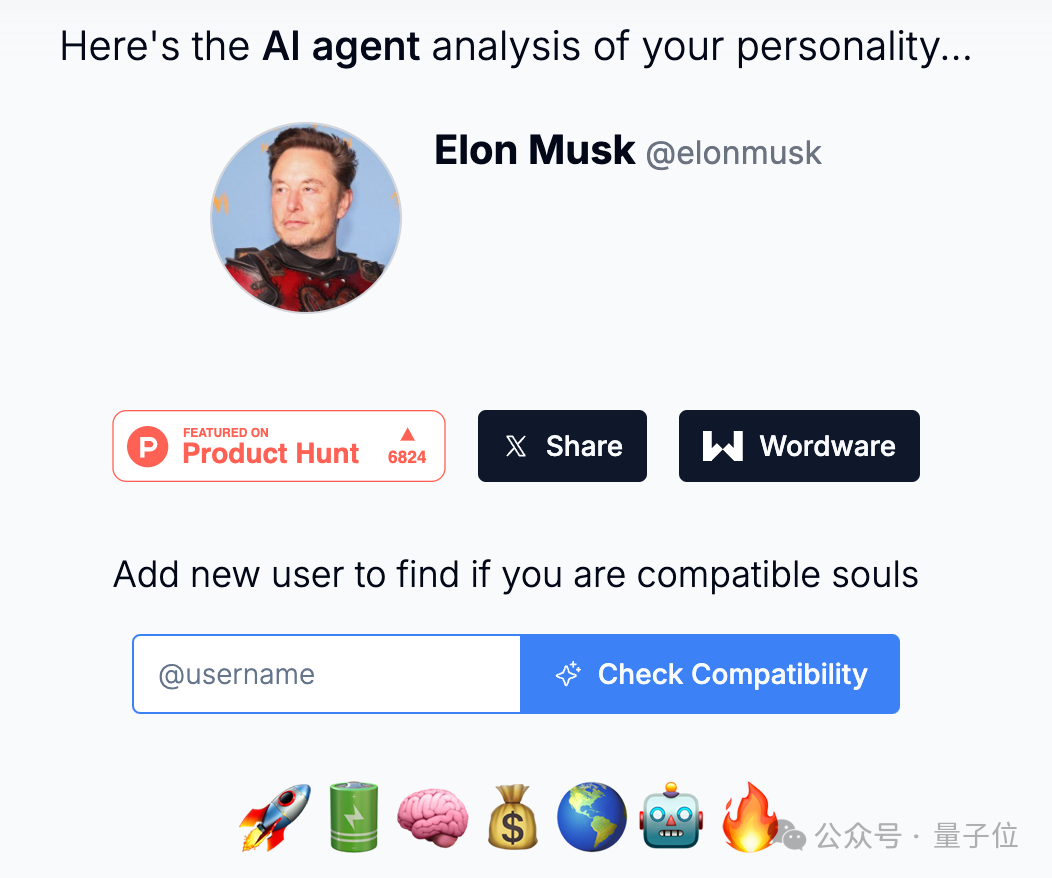 Here's the AI agent analysis of your personality...
Elon Musk @elonmusk
FEATURED ON
Product Hunt
6824
Share
Wordware
Add new user to find if you are compatible souls
@username
Check Compatibility
公众号 · 量子位